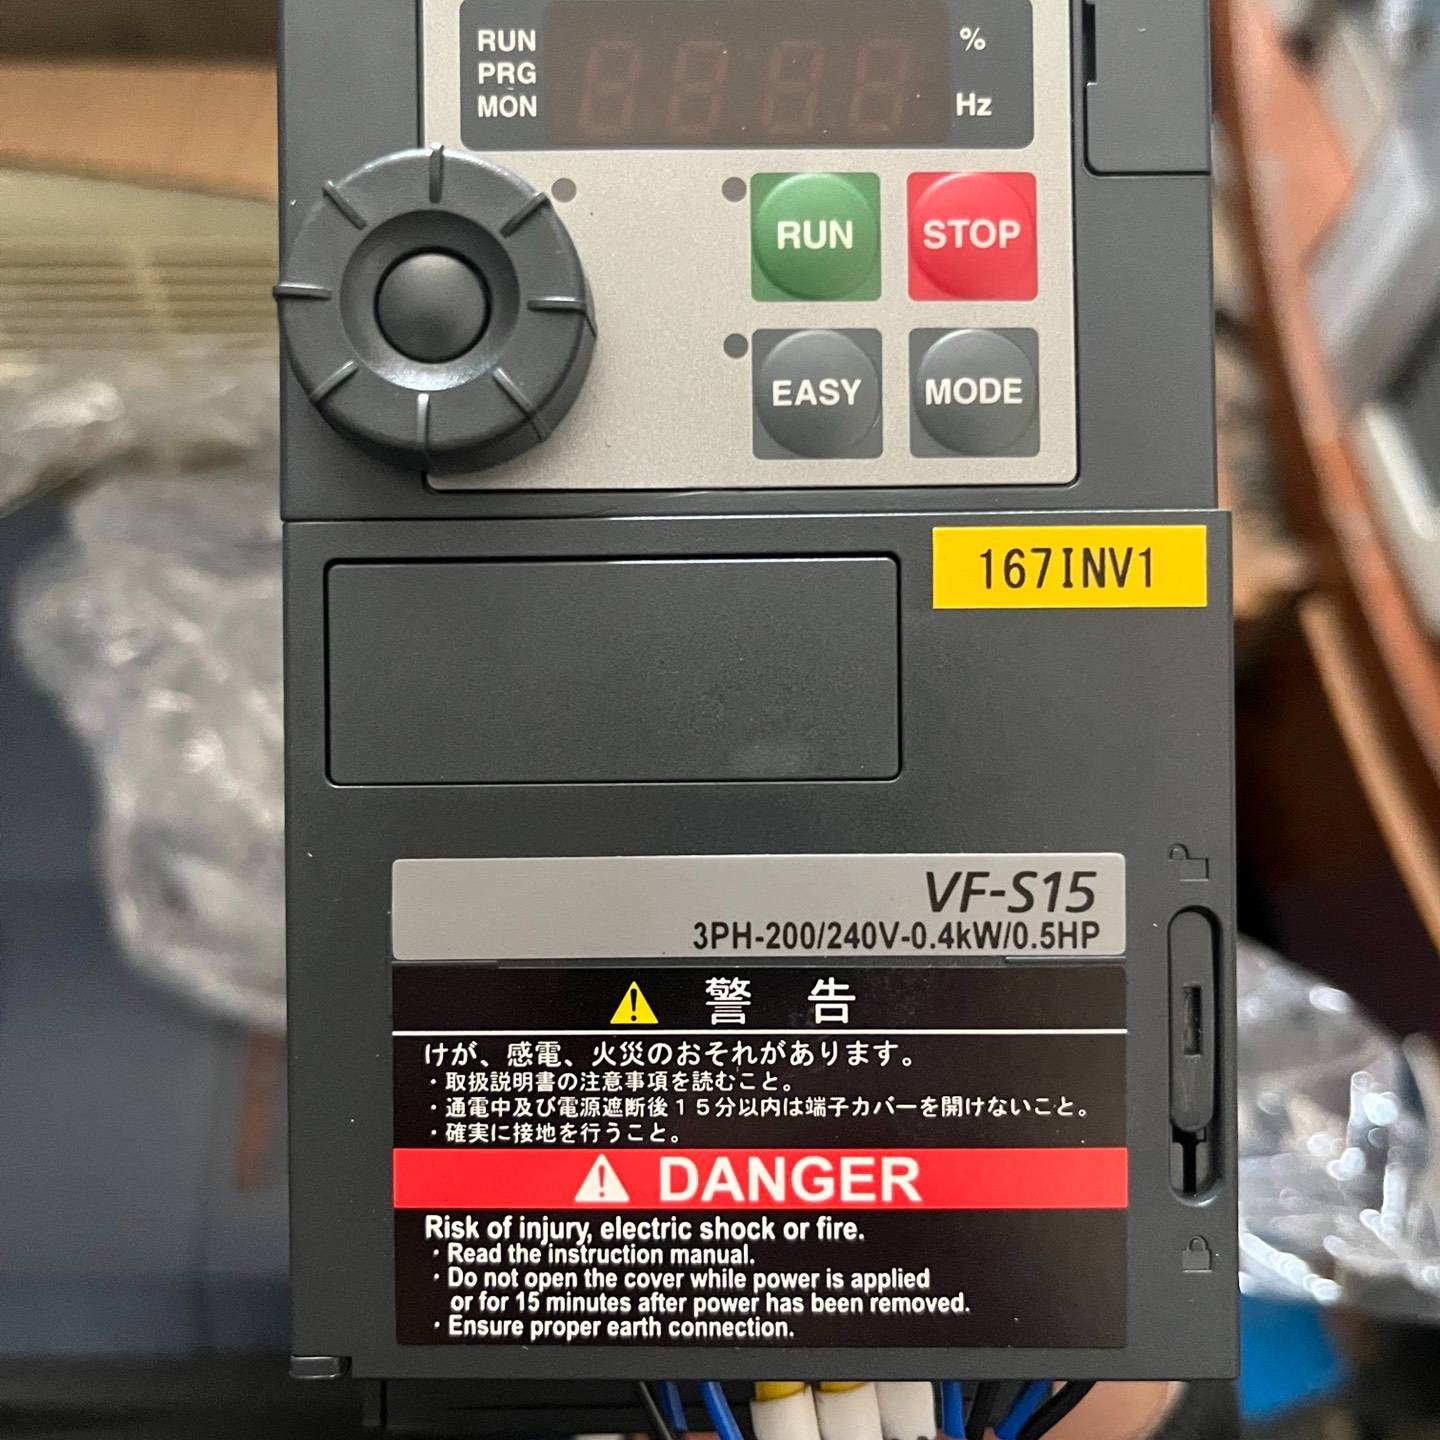 RUN %
PRG
MON Hz
RUN STOP
EASY MODE
167INV1
VF-S15
3PH-200/240V-0.4kW/0.5HP
警 告
けが、感電、火災のおそれがあります。
・取扱説明書の注意事項を読むこと。
・通電中及び電源遮断後15分以内は端子カバーを開けないこと。
・確実に接地を行うこと。
DANGER
Risk of injury, electric shock or fire.
・Read the instruction manual.
・Do not open the cover while power is applied
or for 15 minutes after power has been removed.
・Ensure proper earth connection.